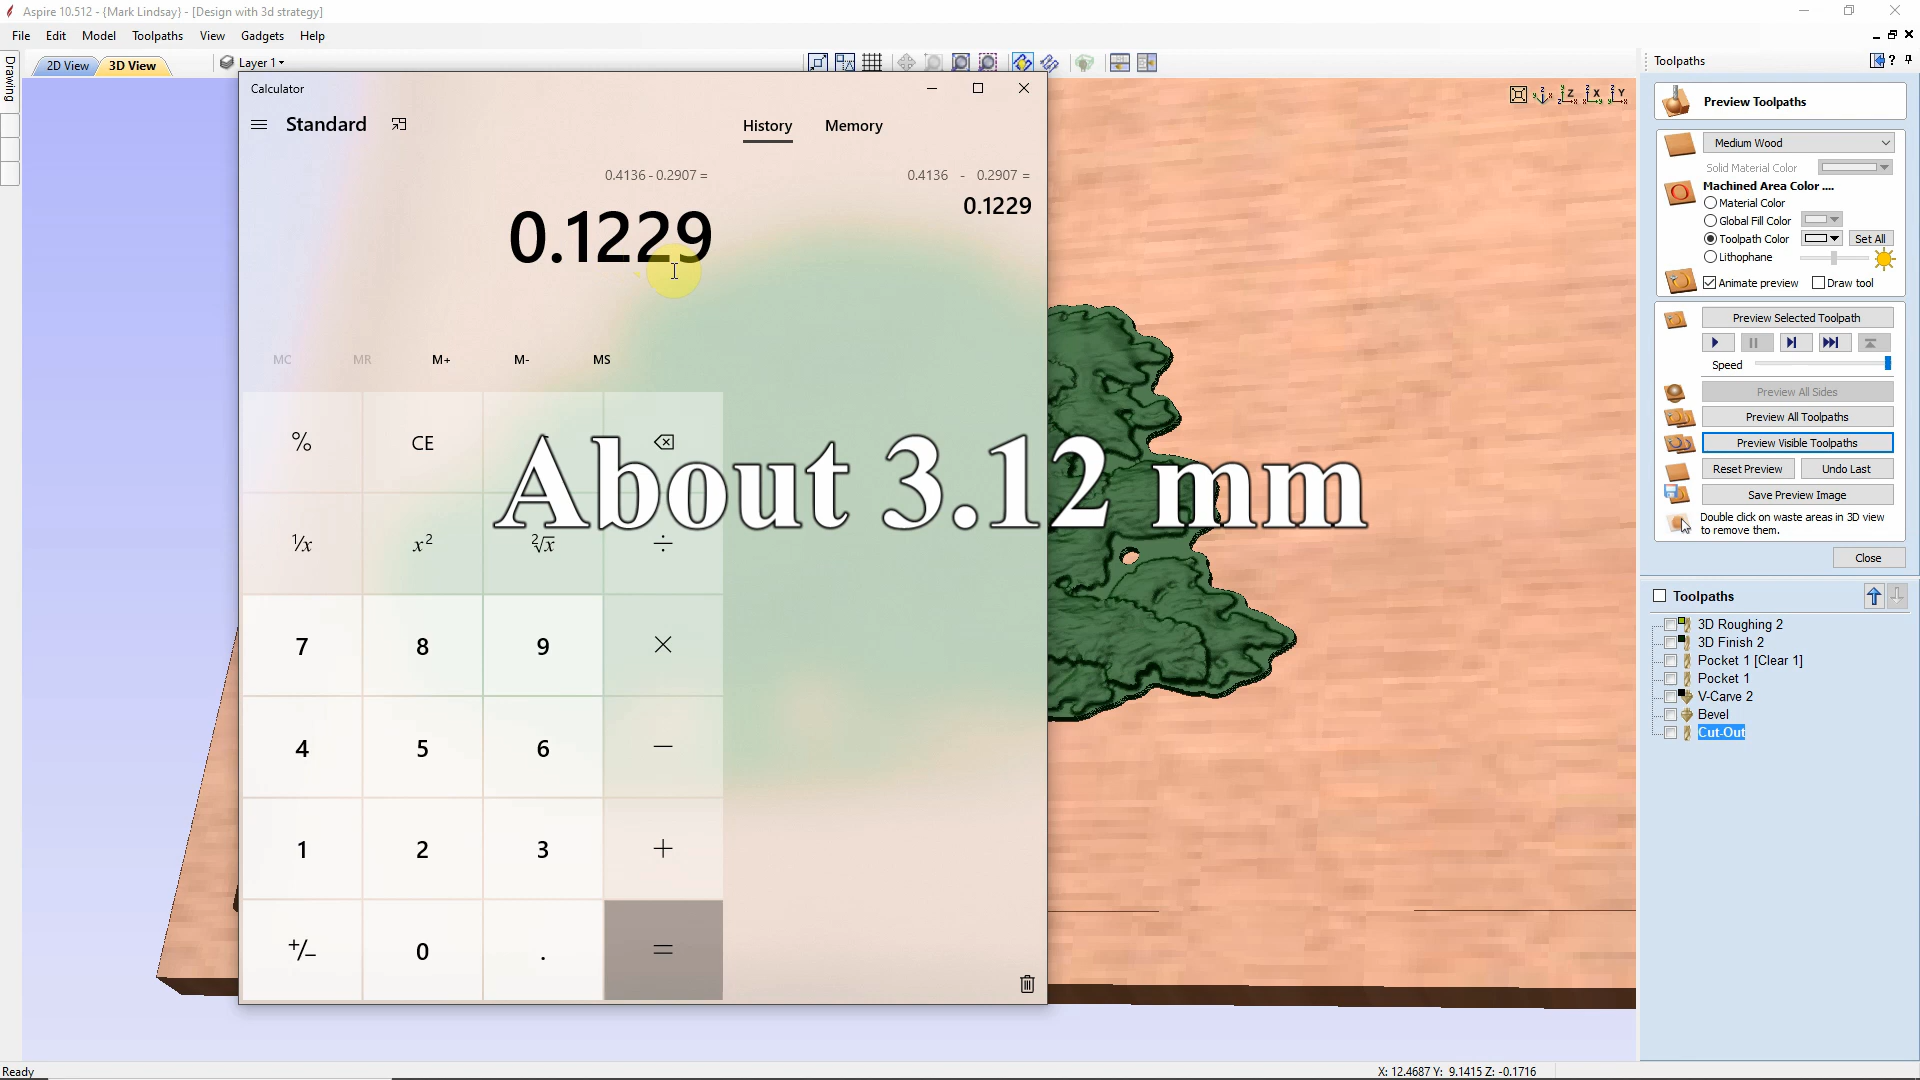 Aspire 10.512 - {Mark Lindsay} - [Design with 3d strategy]
File Edit Model Toolpaths View Gadgets Help
Drawing
2D View 3D View Layer 1
Calculator
Standard
History Memory
0.4136 - 0.2907 =
0.1229
0.4136 - 0.2907 =
0.1229
MC MR M+ M- MS
% CE
About 3.12 mm
¹/x x² ²√x ÷
7 8 9 ×
4 5 6 −
1 2 3 +
+/− 0 . =
Toolpaths
Preview Toolpaths
Medium Wood
Solid Material Color
Machined Area Color ....
Material Color
Global Fill Color
Toolpath Color Set All
Lithophane
Animate preview Draw tool
Preview Selected Toolpath
Speed
Preview All Sides
Preview All Toolpaths
Preview Visible Toolpaths
Reset Preview Undo Last
Save Preview Image
Double click on waste areas in 3D view
to remove them.
Close
Toolpaths
3D Roughing 2
3D Finish 2
Pocket 1 [Clear 1]
Pocket 1
V-Carve 2
Bevel
Cut-Out
Ready
X: 12.4687 Y: 9.1415 Z: -0.1716